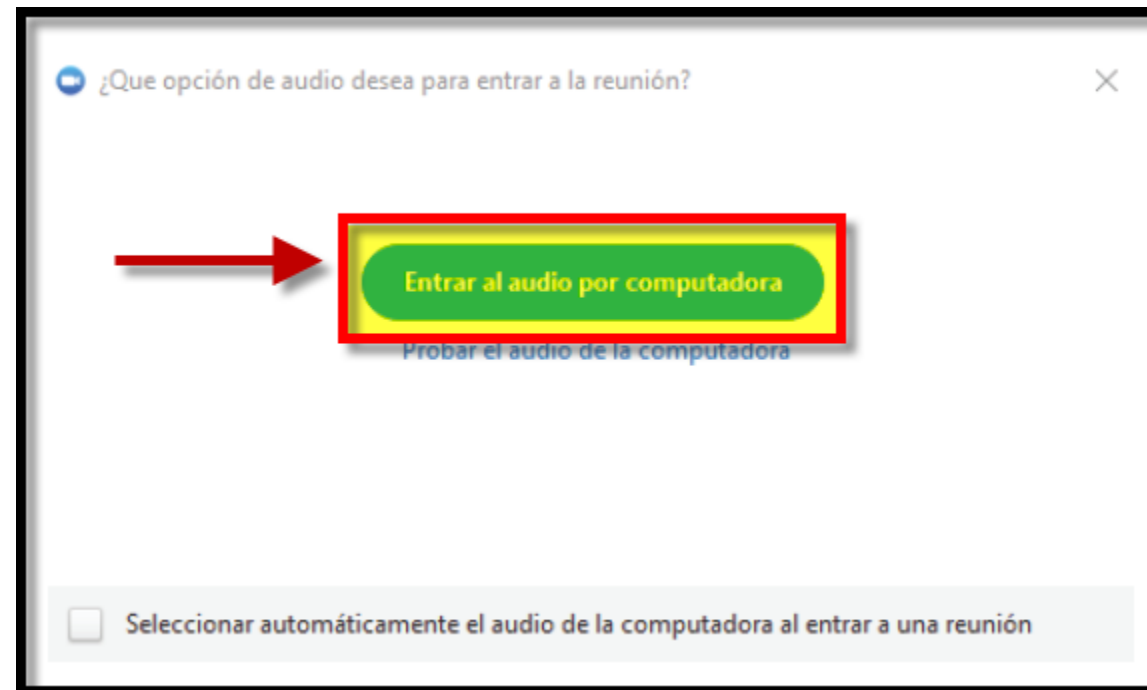 ¿Que opción de audio desea para entrar a la reunión?
Entrar al audio por computadora
Probar el audio de la computadora
Seleccionar automáticamente el audio de la computadora al entrar a una reunión